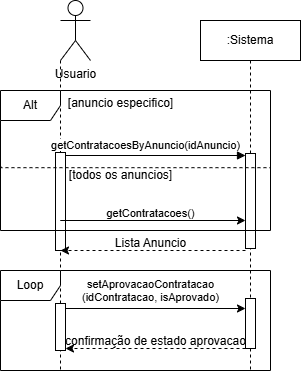 :Sistema
Usuario
Alt
[anuncio especifico]
getContratacoesByAnuncio(idAnuncio)
[todos os anuncios]
getContratacoes()
Lista Anuncio
Loop
setAprovacaoContratacao
(idContratacao, isAprovado)
confirmação de estado aprovacao